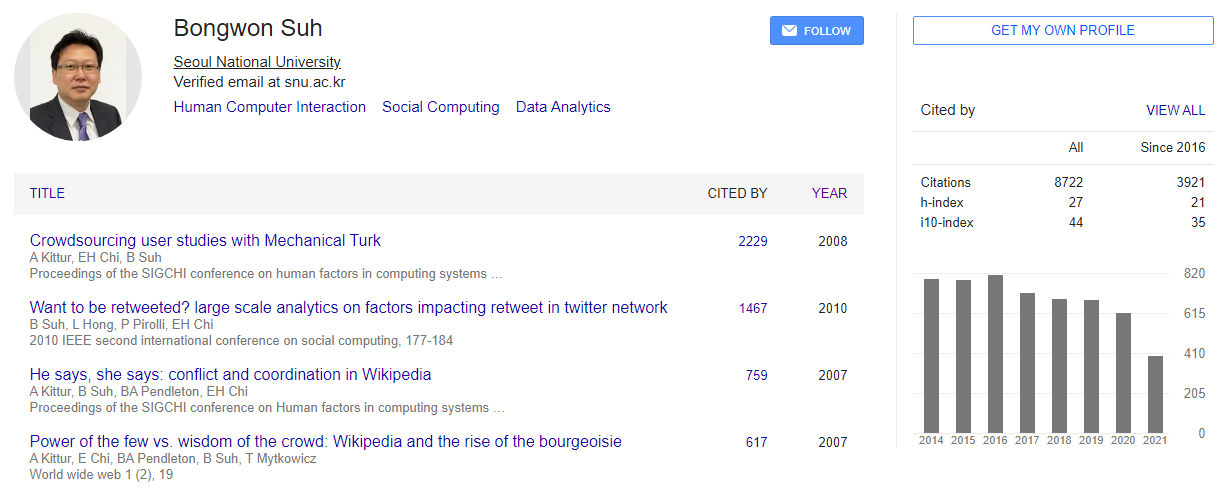 Bongwon Suh
FOLLOW
Seoul National University
Verified email at snu.ac.kr
Human Computer Interaction Social Computing Data Analytics
TITLE CITED BY YEAR
Crowdsourcing user studies with Mechanical Turk 2229 2008
A Kittur, EH Chi, B Suh
Proceedings of the SIGCHI conference on human factors in computing systems …
Want to be retweeted? large scale analytics on factors impacting retweet in twitter network 1467 2010
B Suh, L Hong, P Pirolli, EH Chi
2010 IEEE second international conference on social computing, 177-184
He says, she says: conflict and coordination in Wikipedia 759 2007
A Kittur, B Suh, BA Pendleton, EH Chi
Proceedings of the SIGCHI conference on Human factors in computing systems …
Power of the few vs. wisdom of the crowd: Wikipedia and the rise of the bourgeoisie 617 2007
A Kittur, E Chi, BA Pendleton, B Suh, T Mytkowicz
World wide web 1 (2), 19
GET MY OWN PROFILE
Cited by VIEW ALL
All Since 2016
Citations 8722 3921
h-index 27 21
i10-index 44 35
820
615
410
205
0
2014 2015 2016 2017 2018 2019 2020 2021